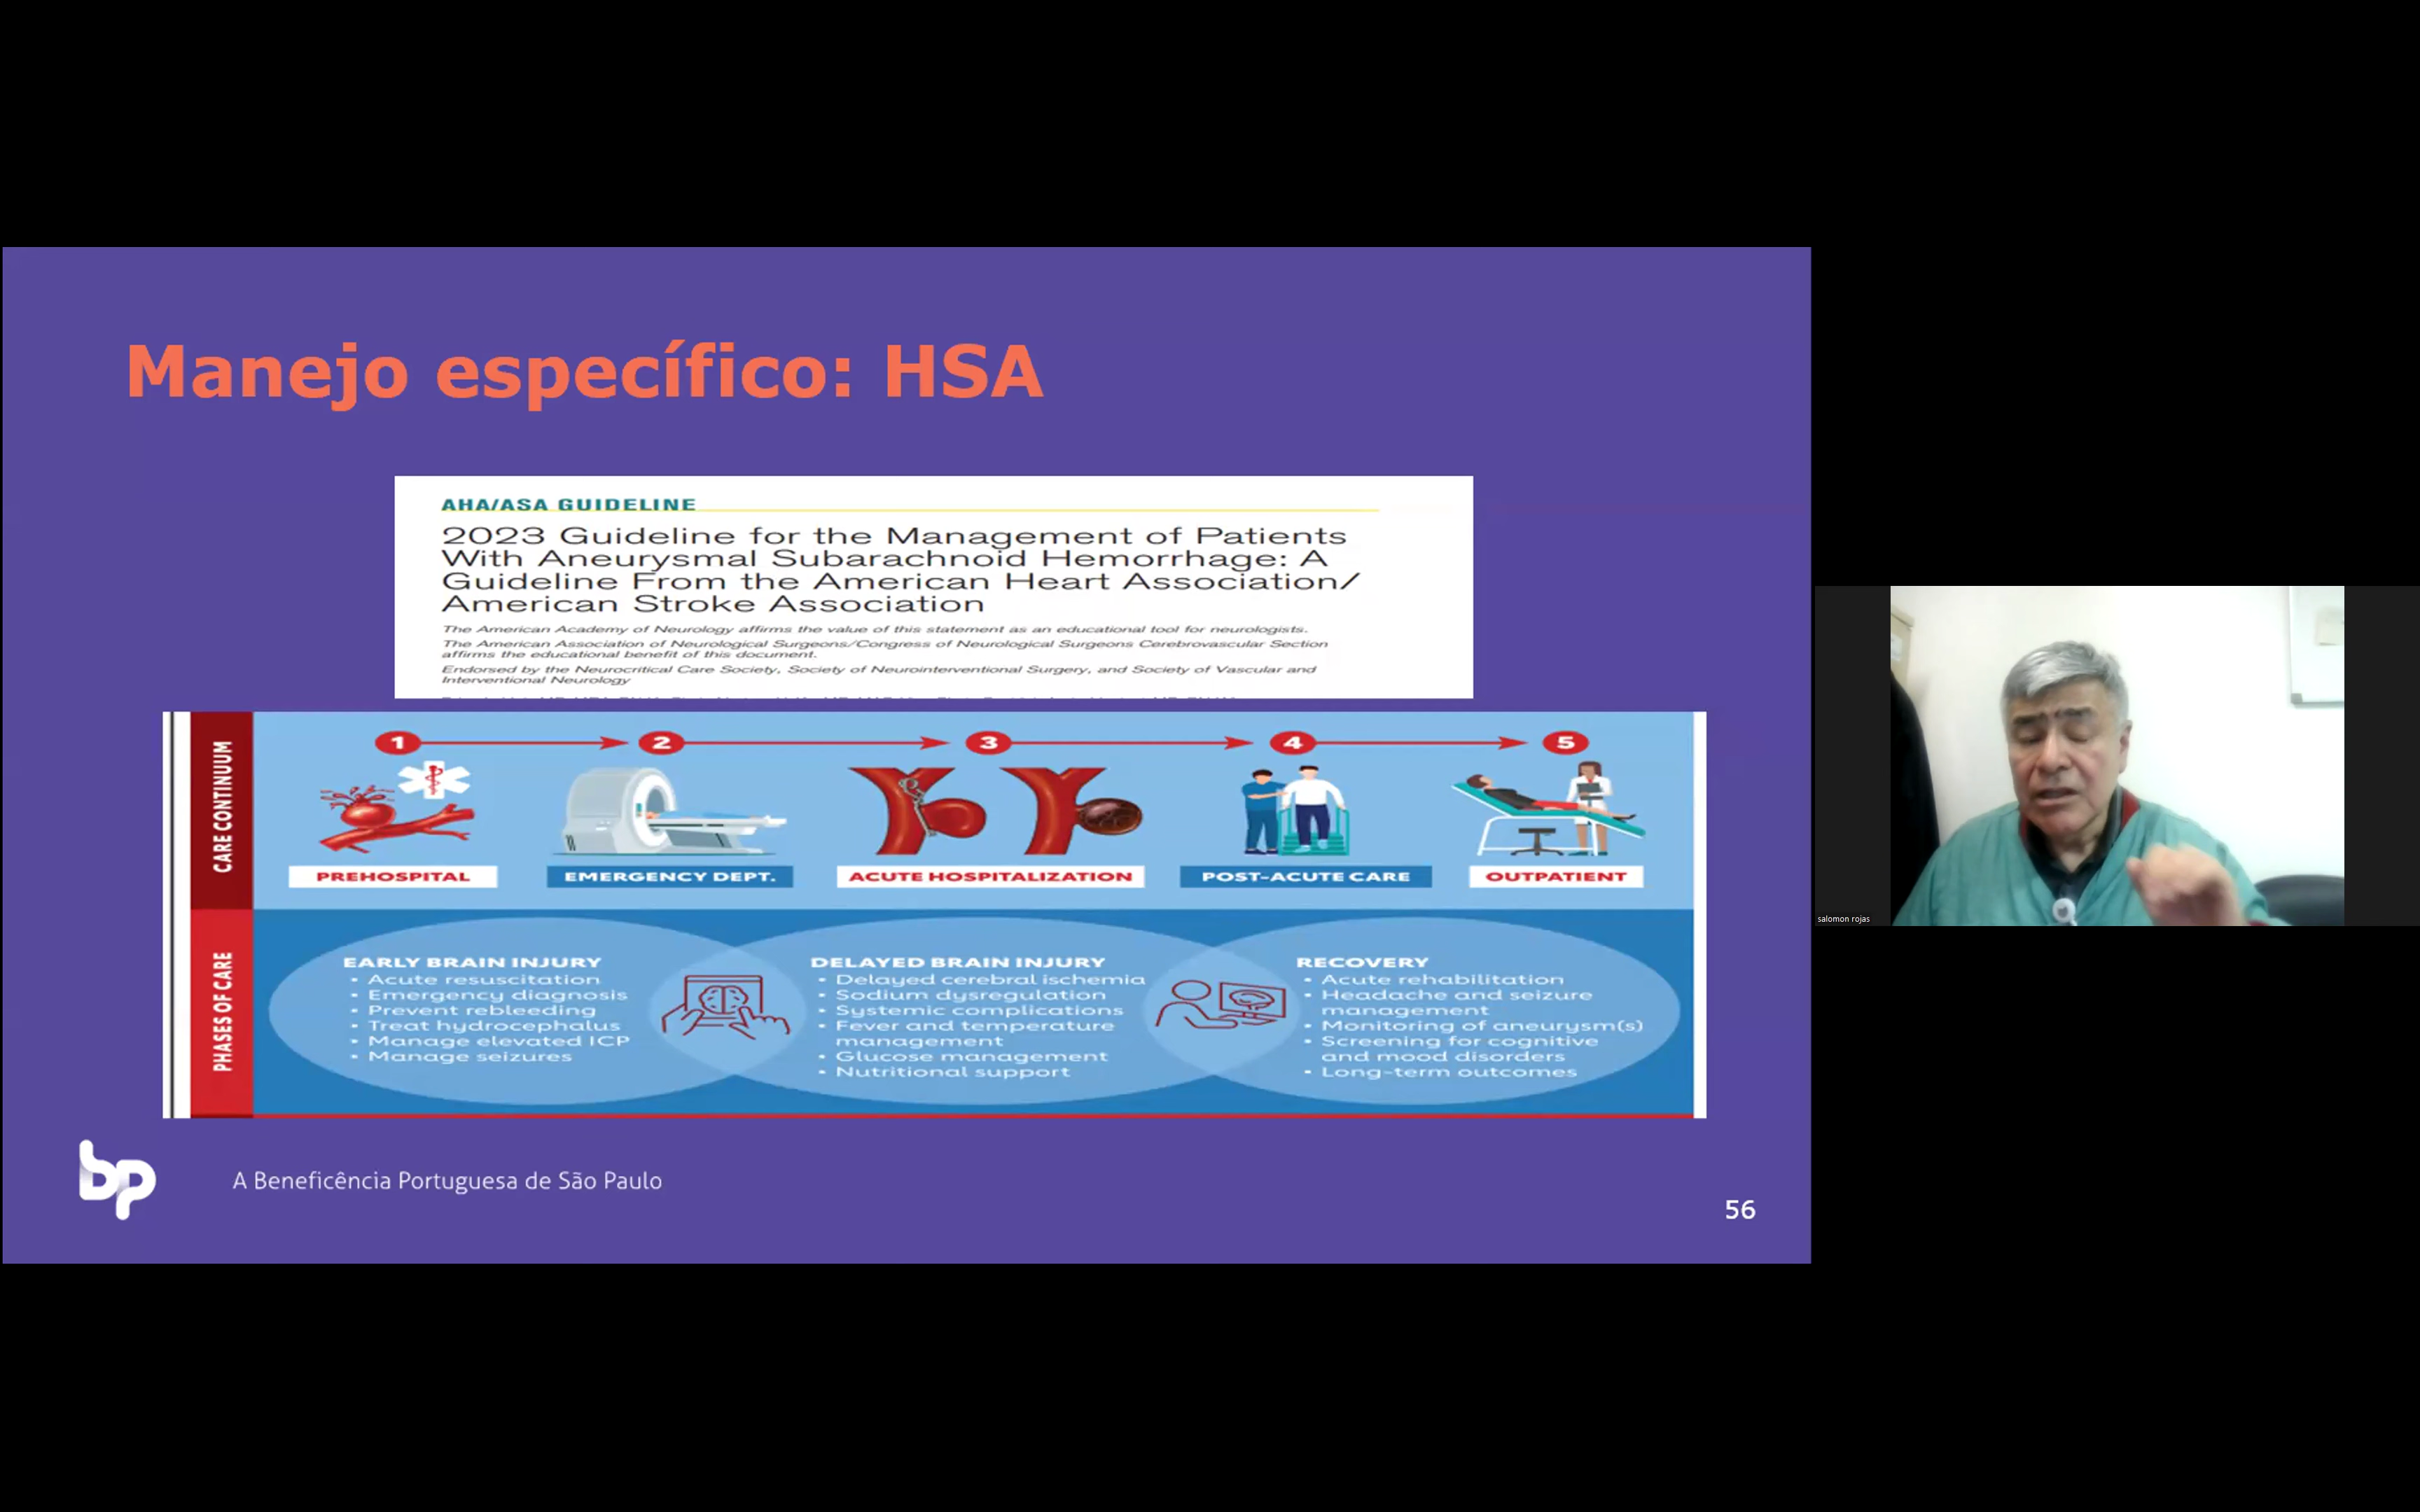 Manejo específico: HSA
AHA/ASA GUIDELINE
2023 Guideline for the Management of Patients
With Aneurysmal Subarachnoid Hemorrhage: A
Guideline From the American Heart Association/
American Stroke Association
The American Academy of Neurology affirms the value of this statement as an educational tool for neurologists.
The American Association of Neurological Surgeons/Congress of Neurological Surgeons Cerebrovascular Section
affirms the educational benefit of this document.
Endorsed by the Neurocritical Care Society, Society of Neurointerventional Surgery, and Society of Vascular and
Interventional Neurology
CARE CONTINUUM
1 2 3 4 5
PREHOSPITAL
EMERGENCY DEPT.
ACUTE HOSPITALIZATION
POST-ACUTE CARE
OUTPATIENT
PHASES OF CARE
EARLY BRAIN INJURY
• Acute resuscitation
• Emergency diagnosis
• Prevent rebleeding
• Treat hydrocephalus
• Manage elevated ICP
• Manage seizures
DELAYED BRAIN INJURY
• Delayed cerebral ischemia
• Sodium dysregulation
• Systemic complications
• Fever and temperature
management
• Glucose management
• Nutritional support
RECOVERY
• Acute rehabilitation
• Headache and seizure
management
• Monitoring of aneurysm(s)
• Screening for cognitive
and mood disorders
• Long-term outcomes
bp
A Beneficência Portuguesa de São Paulo
56
salomon rojas